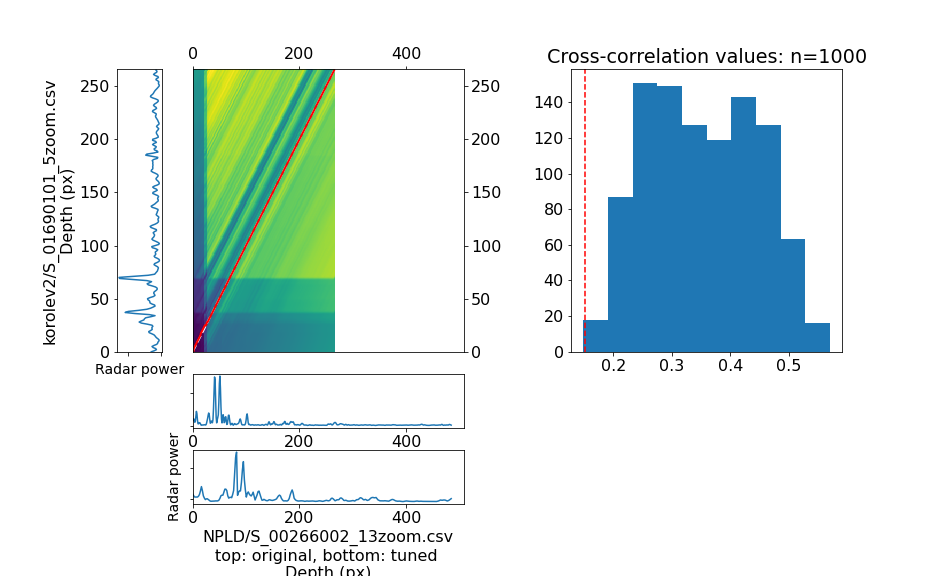 0 200 400
Cross-correlation values: n=1000
korolev2/S_01690101_5zoom.csv
Depth (px)
250
200
150
100
50
0
250
200
150
100
50
0
140
120
100
80
60
40
20
0
0.2 0.3 0.4 0.5
Radar power
0 200 400
Radar power
0 200 400
NPLD/S_00266002_13zoom.csv
top: original, bottom: tuned
Depth (px)